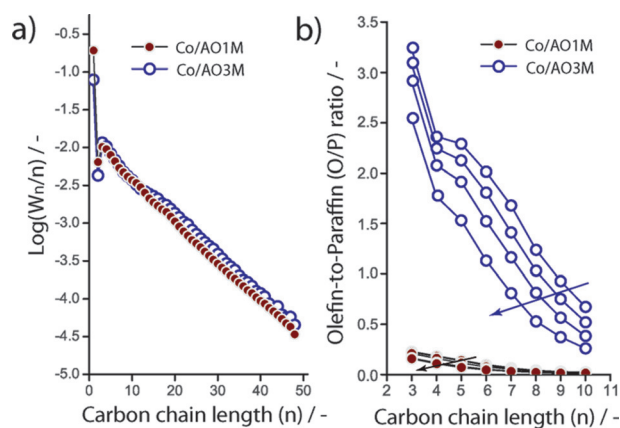 a)
Co/AO1M
Co/AO3M
-0.5
-1.0
-1.5
-2.0
-2.5
-3.0
-3.5
-4.0
-4.5
-5.0
Log(Wn/n) / -
0 10 20 30 40 50
Carbon chain length (n) / -
b)
Co/AO1M
Co/AO3M
3.5
3.0
2.5
2.0
1.5
1.0
0.5
0.0
Olefin-to-Paraffin (O/P) ratio / -
2 3 4 5 6 7 8 9 10 11
Carbon chain length (n) / -